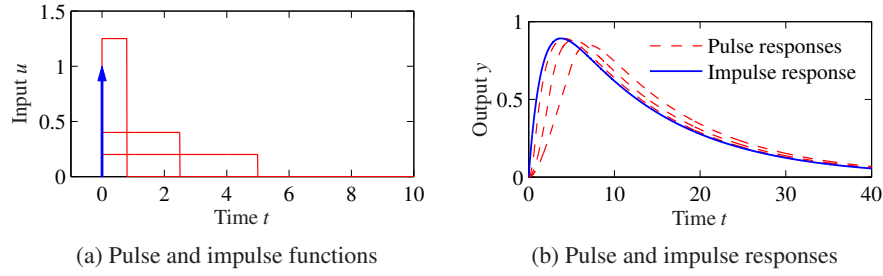 1.5
1
0.5
0
Input u
0 2 4 6 8 10
Time t
(a) Pulse and impulse functions
1
0.5
0
Output y
Pulse responses
Impulse response
0 10 20 30 40
Time t
(b) Pulse and impulse responses